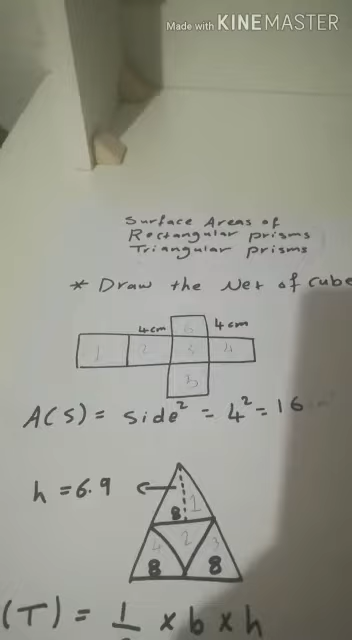 Made with KINEMASTER
Surface Areas of
Rectangular prisms
Triangular prisms
* Draw the Net of cube
4cm 6 4cm
1 2 3 4
5
A(S) = side² = 4² = 16
h = 6.9
1
8
4 2 3
8 8
(T) = 1 × b × h